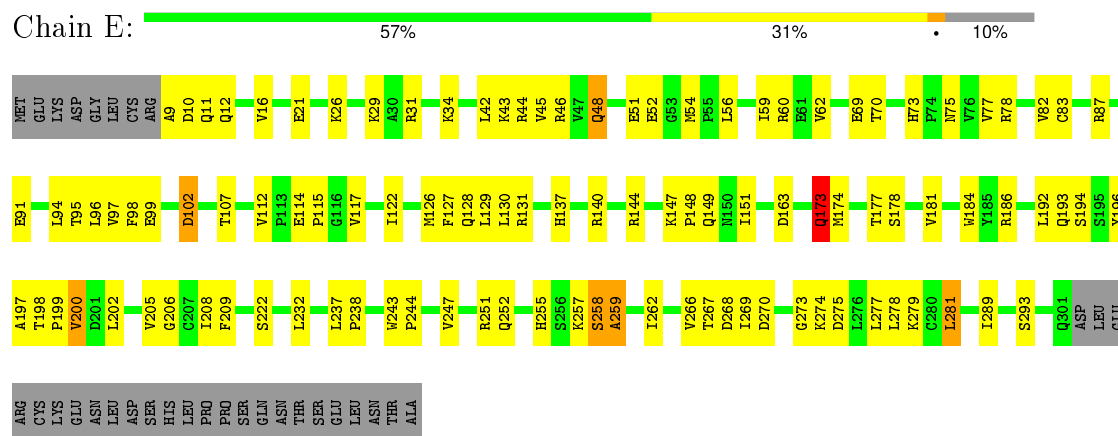 Chain E:
57% 31% • 10%
MET GLU LYS ASP GLY LEU CYS ARG A9 D10 Q11 Q12 V16 E21 K26 K29 A30 R31 K34 L42 K43 R44 V45 R46 V47 Q48 E51 E52 G53 M54 P55 L56 I59 R60 E61 V62 E69 T70 H73 P74 N75 V76 V77 R78 V82 C83 R87
E91 L94 T95 L96 V97 F98 E99 D102 T107 V112 P113 E114 P115 G116 V117 I122 M126 F127 Q128 L129 L130 R131 H137 R140 R144 K147 P148 Q149 N150 I151 D163 Q173 M174 T177 S178 V181 W184 Y185 R186 L192 Q193 S194 S195 Y196
A197 T198 P199 V200 D201 L202 V205 G206 C207 I208 F209 S222 L232 L237 P238 W243 P244 V247 R251 Q252 H255 S256 K257 S258 A259 I262 V266 T267 D268 I269 D270 G273 K274 D275 L276 L277 L278 K279 C280 L281 I289 S293 Q301 ASP LEU GLU
ARG CYS LYS GLU ASN LEU ASP SER HIS LEU PRO PRO SER GLN ASN THR SER GLU LEU ASN THR ALA